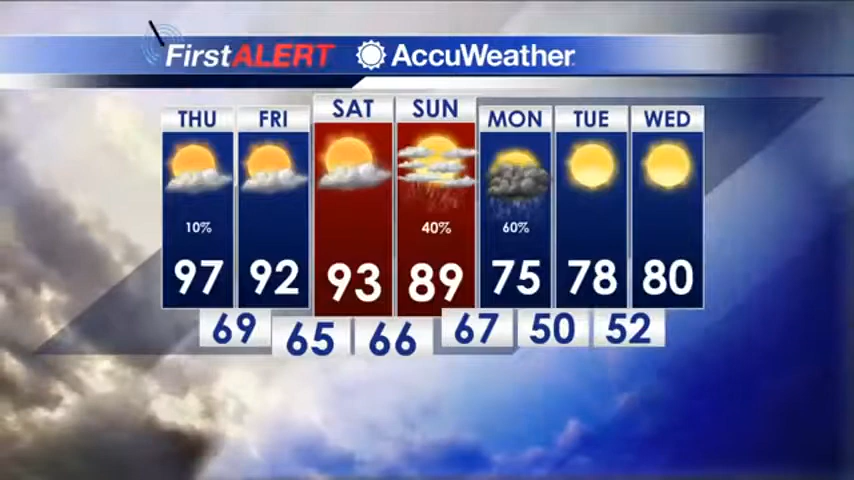 FirstALERT AccuWeather
THU FRI SAT SUN MON TUE WED
10% 40% 60%
97 92 93 89 75 78 80
69 65 66 67 50 52